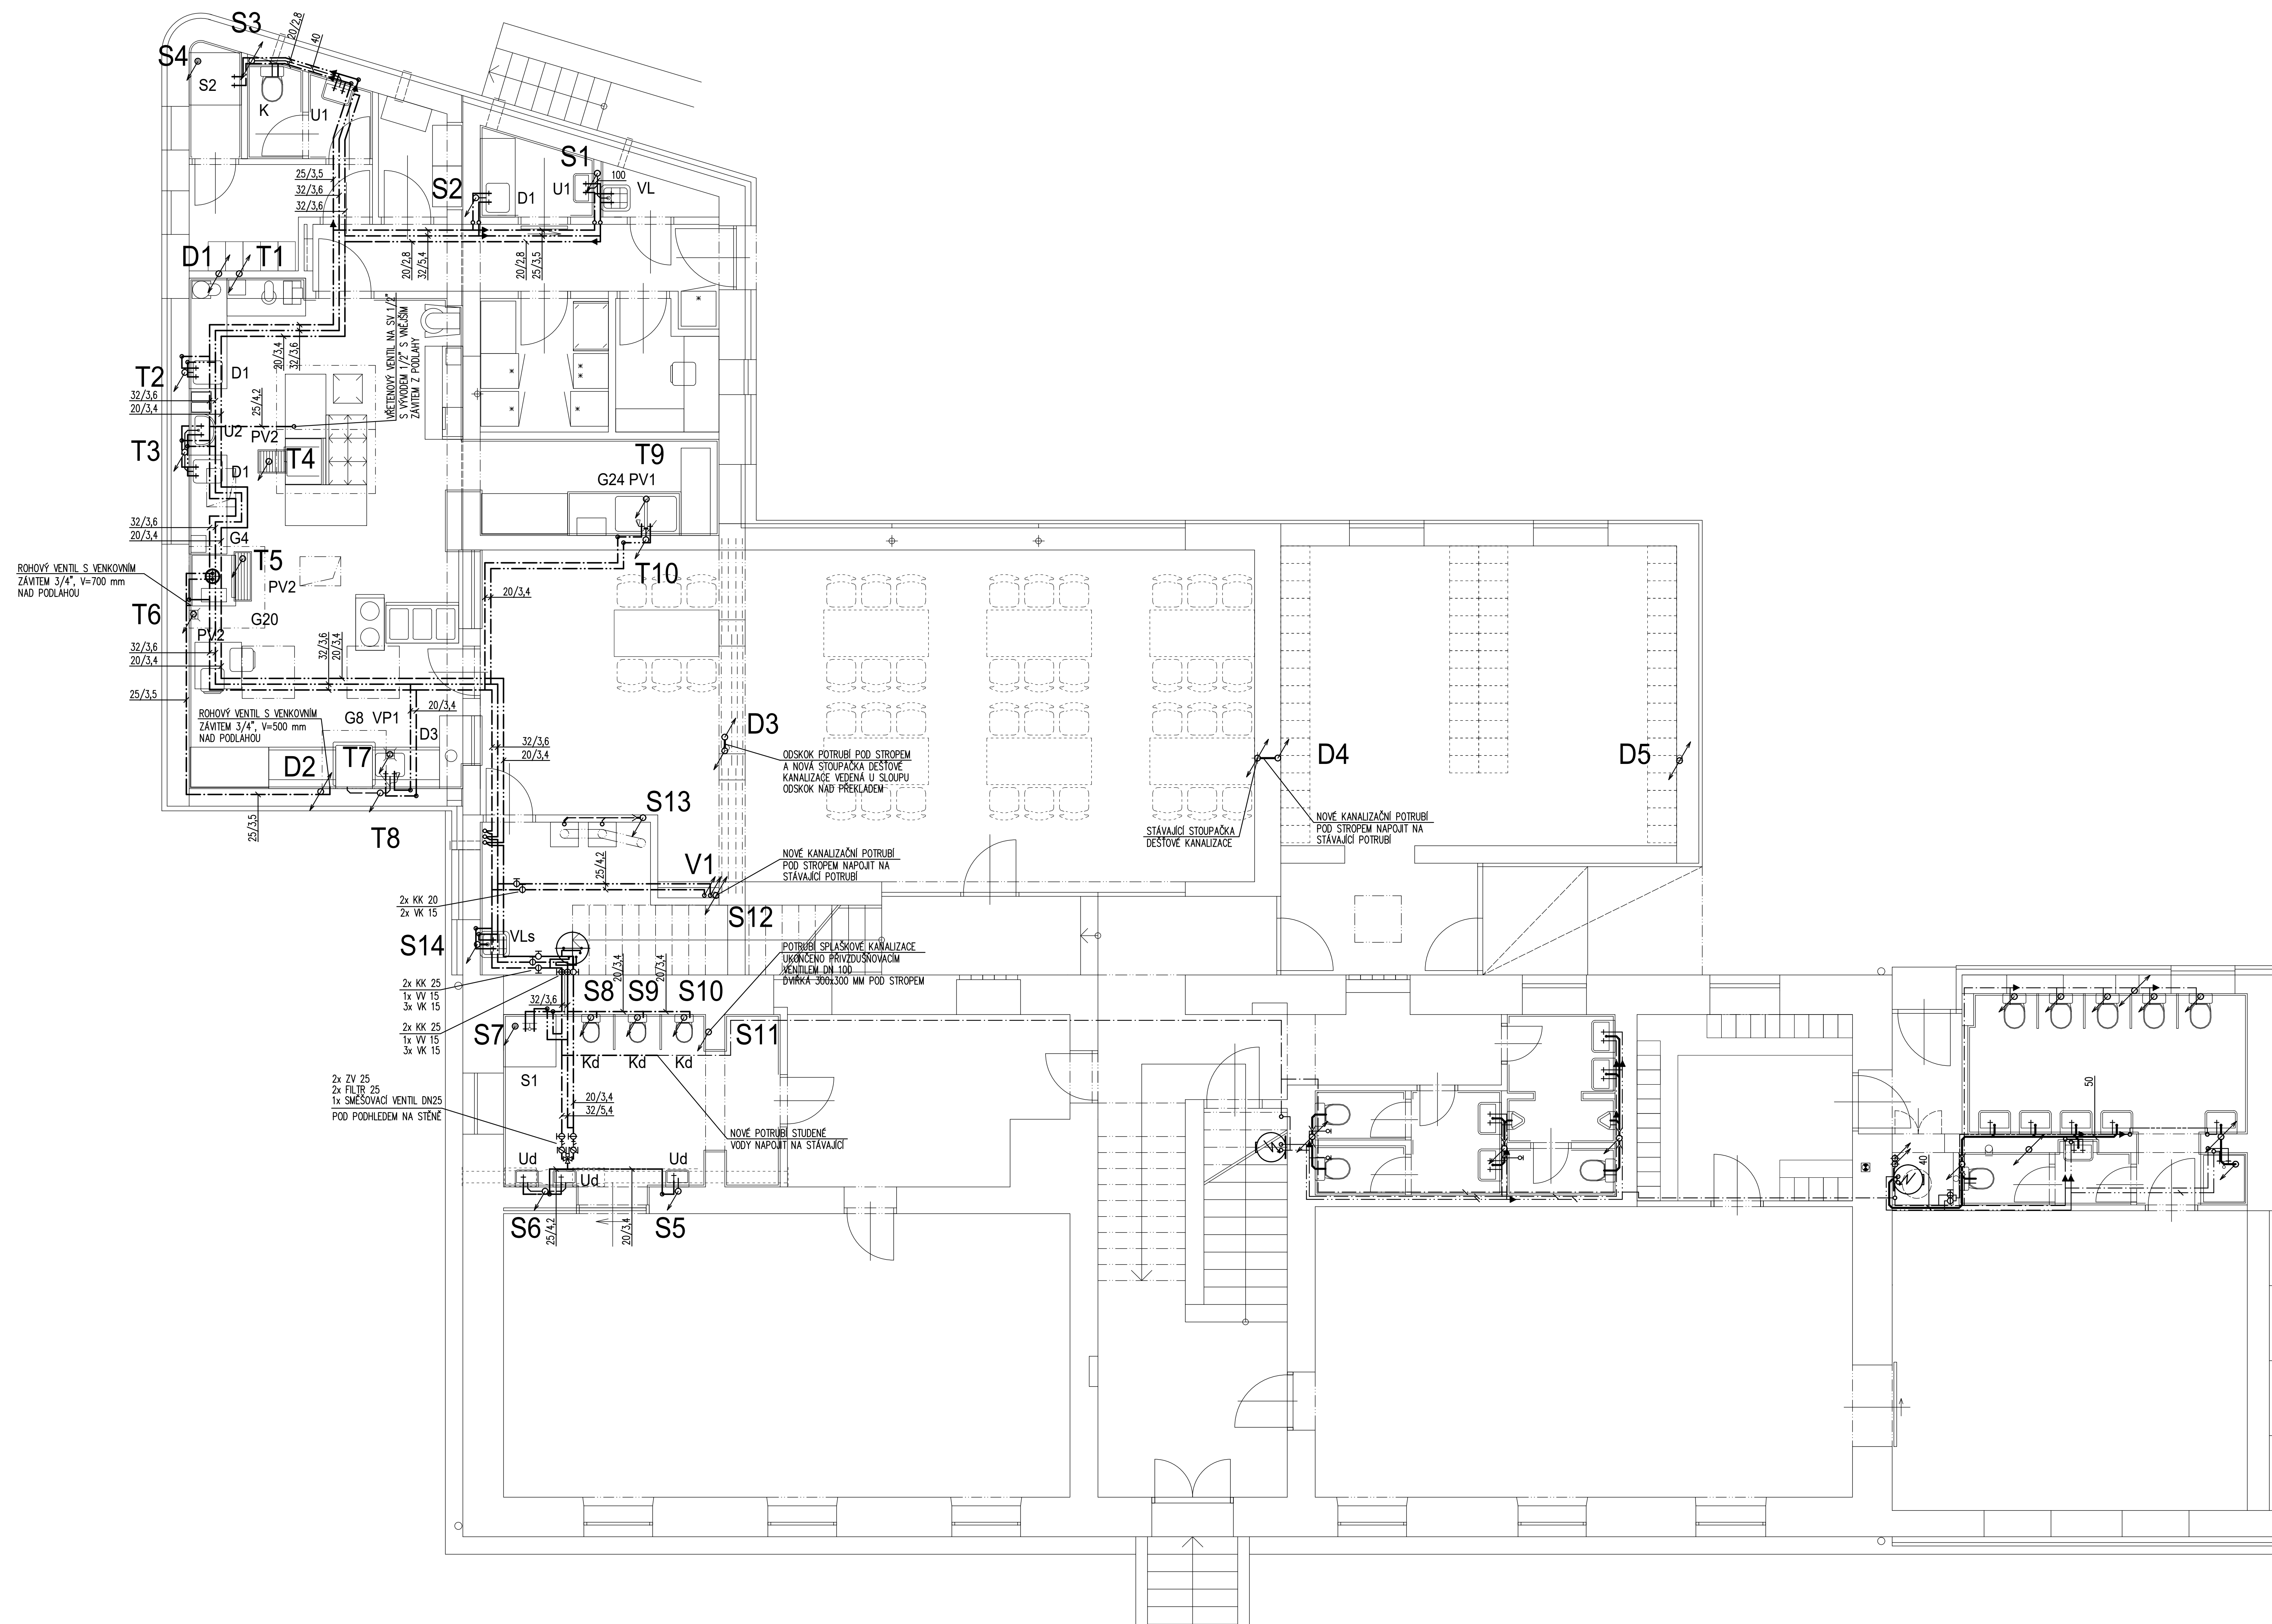 S3
20/2,8
40
S4
S2
K
U1
S1
100
U1
VL
S2
D1
25/3,5
32/3,6
32/3,6
20/2,8
32/5,4
20/2,8
25/3,5
D1
T1
VŘETENOVÝ VENTIL NA SV 1/2"
S VÝVODEM 1/2" S VNĚJŠÍM
ZÁVITEM Z PODLAHY
20/3,4
32/3,6
T2
D1
32/3,6
20/3,4
25/4,2
U2
PV2
T3
T4
D1
T9
G24 PV1
32/3,6
20/3,4
G4
T5
PV2
ROHOVÝ VENTIL S VENKOVNÍM
ZÁVITEM 3/4", V=700 mm
NAD PODLAHOU
T10
20/3,4
T6
G20
PV2
32/3,6
20/3,4
32/3,6
20/3,4
25/3,5
20/3,4
ROHOVÝ VENTIL S VENKOVNÍM
ZÁVITEM 3/4", V=500 mm
NAD PODLAHOU
G8
VP1
D3
D2
T7
32/3,6
20/3,4
D3
ODSKOK POTRUBÍ POD STROPEM
A NOVÁ STOUPAČKA DEŠŤOVÉ
KANALIZACE VEDENÁ U SLOUPU
ODSKOK NAD PŘEKLADEM
D4
D5
25/3,5
T8
S13
NOVÉ KANALIZAČNÍ POTRUBÍ
POD STROPEM NAPOJIT NA
STÁVAJÍCÍ POTRUBÍ
STÁVAJÍCÍ STOUPAČKA
DEŠŤOVÉ KANALIZACE
25/4,2
V1
NOVÉ KANALIZAČNÍ POTRUBÍ
POD STROPEM NAPOJIT NA
STÁVAJÍCÍ POTRUBÍ
2x KK 20
2x VK 15
S12
S14
VLs
POTRUBÍ SPLAŠKOVÉ KANALIZACE
UKONČENO PŘIVZDUŠŇOVACÍM
VENTILEM DN 100
DVÍŘKA 300x300 MM POD STROPEM
2x KK 25
1x VV 15
3x VK 15
20/3,4
20/3,4
32/3,6
S8
S9
S10
2x KK 25
1x VV 15
3x VK 15
S7
S11
Kd
Kd
Kd
S1
2x ZV 25
2x FILTR 25
1x SMĚŠOVACÍ VENTIL DN25
POD PODHLEDEM NA STĚNĚ
20/3,4
32/5,4
NOVÉ POTRUBÍ STUDENÉ
VODY NAPOJIT NA STÁVAJÍCÍ
Ud
Ud
Ud
S6
25/4,2
20/3,4
S5
50
40